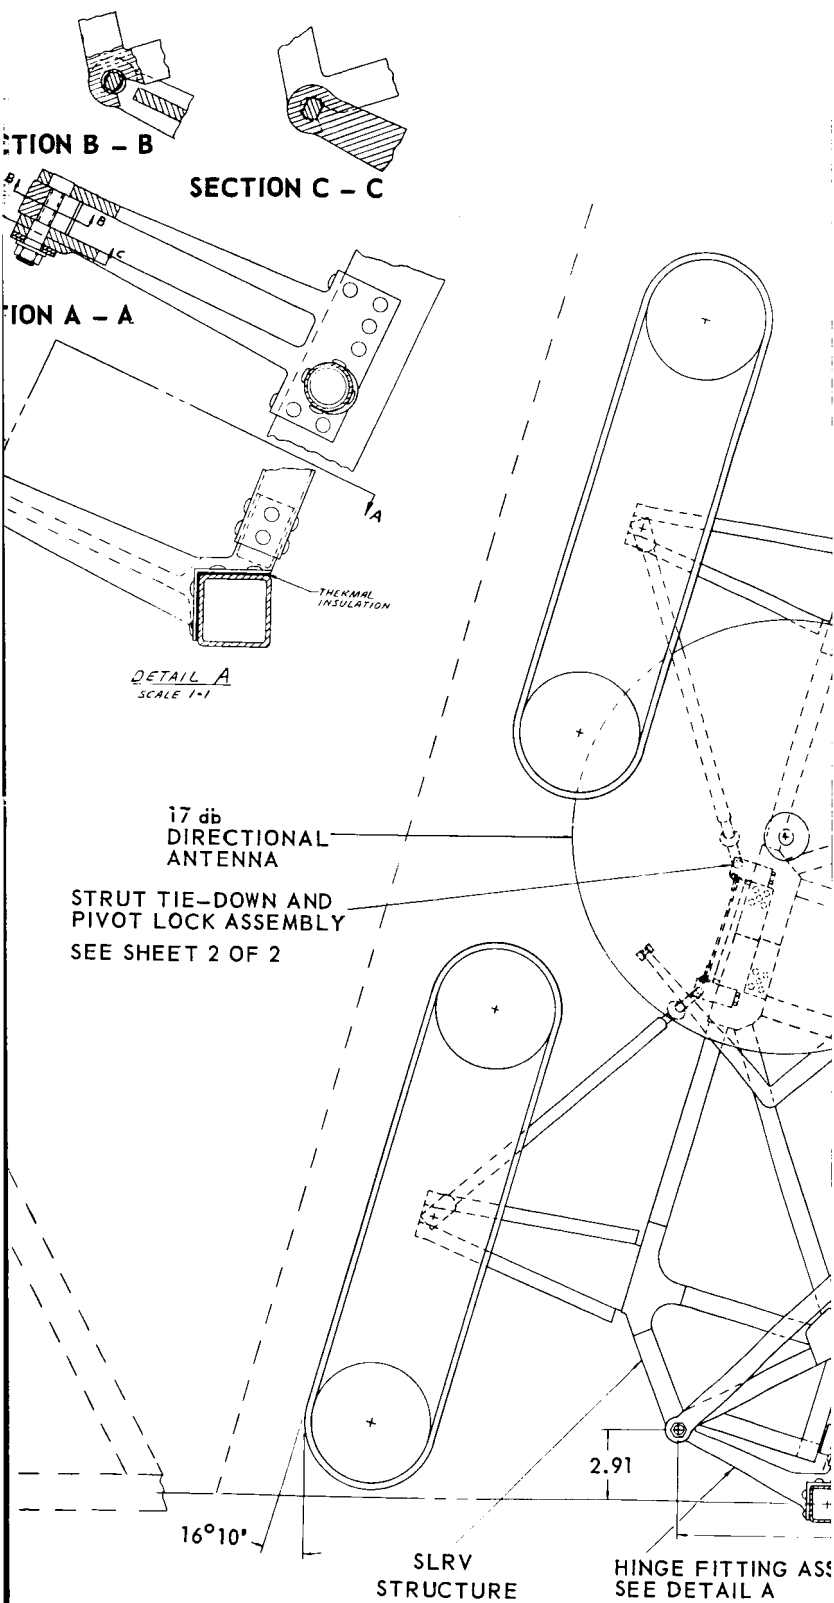 TION B – B
SECTION C – C
B
B
C
TION A – A
A
THERMAL
INSULATION
DETAIL A
SCALE 1-1
17 db
DIRECTIONAL
ANTENNA
STRUT TIE–DOWN AND
PIVOT LOCK ASSEMBLY
SEE SHEET 2 OF 2
2.91
16°10'
SLRV
STRUCTURE
HINGE FITTING ASS
SEE DETAIL A